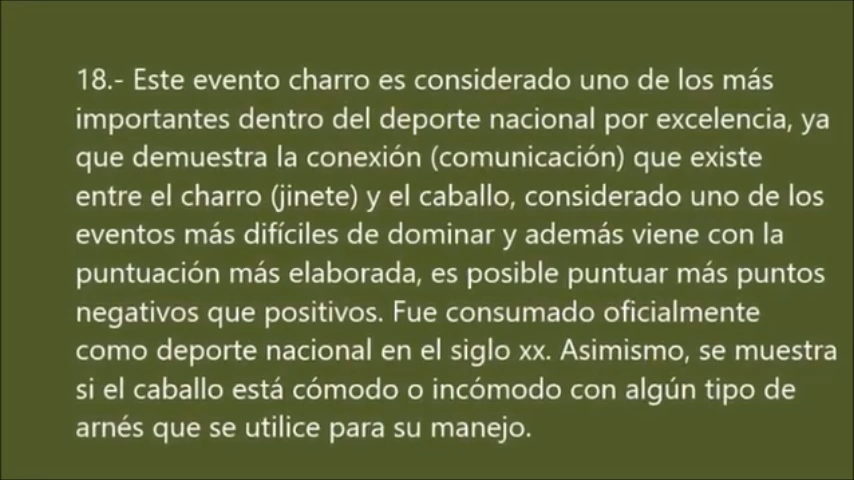 18.- Este evento charro es considerado uno de los más
importantes dentro del deporte nacional por excelencia, ya
que demuestra la conexión (comunicación) que existe
entre el charro (jinete) y el caballo, considerado uno de los
eventos más difíciles de dominar y además viene con la
puntuación más elaborada, es posible puntuar más puntos
negativos que positivos. Fue consumado oficialmente
como deporte nacional en el siglo xx. Asimismo, se muestra
si el caballo está cómodo o incómodo con algún tipo de
arnés que se utilice para su manejo.